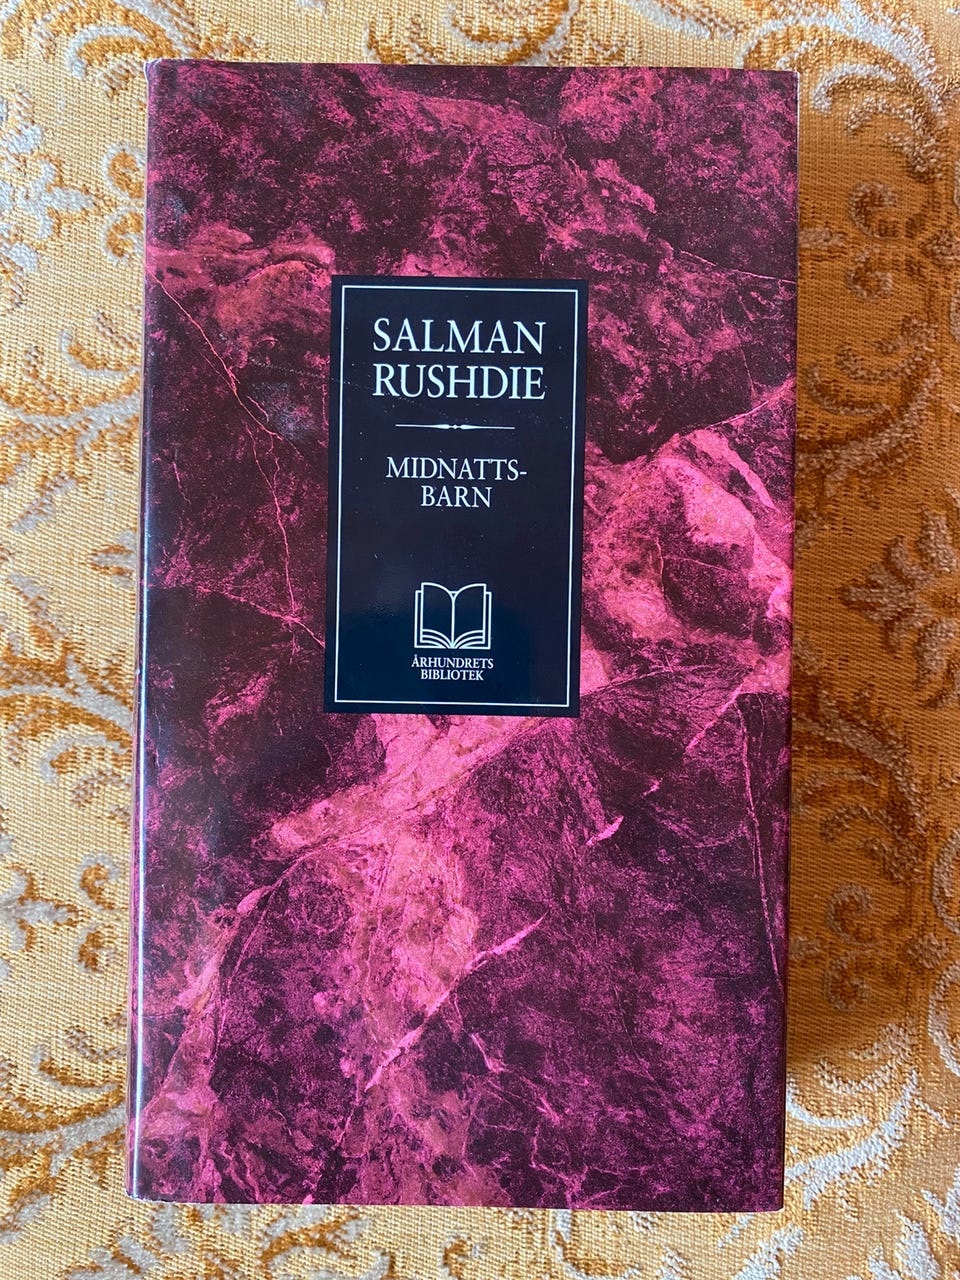 SALMAN
RUSHDIE
MIDNATTS-
BARN
ÅRHUNDRETS
BIBLIOTEK